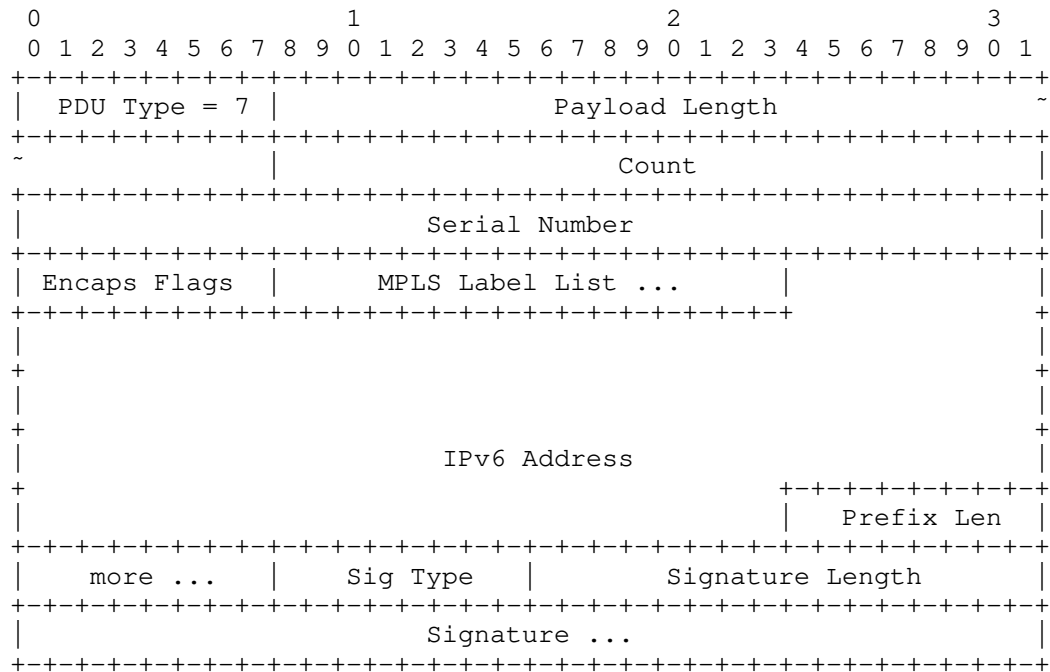 0                   1                   2                   3
0 1 2 3 4 5 6 7 8 9 0 1 2 3 4 5 6 7 8 9 0 1 2 3 4 5 6 7 8 9 0 1
+-+-+-+-+-+-+-+-+-+-+-+-+-+-+-+-+-+-+-+-+-+-+-+-+-+-+-+-+-+-+-+-+
|  PDU Type = 7 |                 Payload Length                ~
+-+-+-+-+-+-+-+-+-+-+-+-+-+-+-+-+-+-+-+-+-+-+-+-+-+-+-+-+-+-+-+-+
~               |                     Count                     |
+-+-+-+-+-+-+-+-+-+-+-+-+-+-+-+-+-+-+-+-+-+-+-+-+-+-+-+-+-+-+-+-+
|                         Serial Number                         |
+-+-+-+-+-+-+-+-+-+-+-+-+-+-+-+-+-+-+-+-+-+-+-+-+-+-+-+-+-+-+-+-+
| Encaps Flags  |      MPLS Label List ...      |               |
+-+-+-+-+-+-+-+-+-+-+-+-+-+-+-+-+-+-+-+-+-+-+-+-+               +
|                                                               |
+                                                               +
|                                                               |
+                                                               +
|                          IPv6 Address                         |
+                                               +-+-+-+-+-+-+-+-+
|                                               |   Prefix Len  |
+-+-+-+-+-+-+-+-+-+-+-+-+-+-+-+-+-+-+-+-+-+-+-+-+-+-+-+-+-+-+-+-+
|    more ...   |    Sig Type   |        Signature Length       |
+-+-+-+-+-+-+-+-+-+-+-+-+-+-+-+-+-+-+-+-+-+-+-+-+-+-+-+-+-+-+-+-+
|                         Signature ...                         |
+-+-+-+-+-+-+-+-+-+-+-+-+-+-+-+-+-+-+-+-+-+-+-+-+-+-+-+-+-+-+-+-+